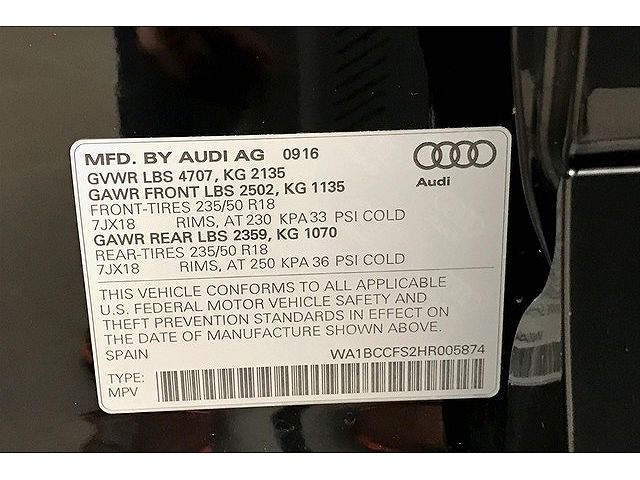 MFD. BY AUDI AG 0916
GVWR LBS 4707, KG 2135
GAWR FRONT LBS 2502, KG 1135
FRONT-TIRES 235/50 R18
7JX18 RIMS, AT 230 KPA 33 PSI COLD
GAWR REAR LBS 2359, KG 1070
REAR-TIRES 235/50 R18
7JX18 RIMS, AT 250 KPA 36 PSI COLD
Audi
THIS VEHICLE CONFORMS TO ALL APPLICABLE
U.S. FEDERAL MOTOR VEHICLE SAFETY AND
THEFT PREVENTION STANDARDS IN EFFECT ON
THE DATE OF MANUFACTURE SHOWN ABOVE.
SPAIN WA1BCCFS2HR005874
TYPE:
MPV